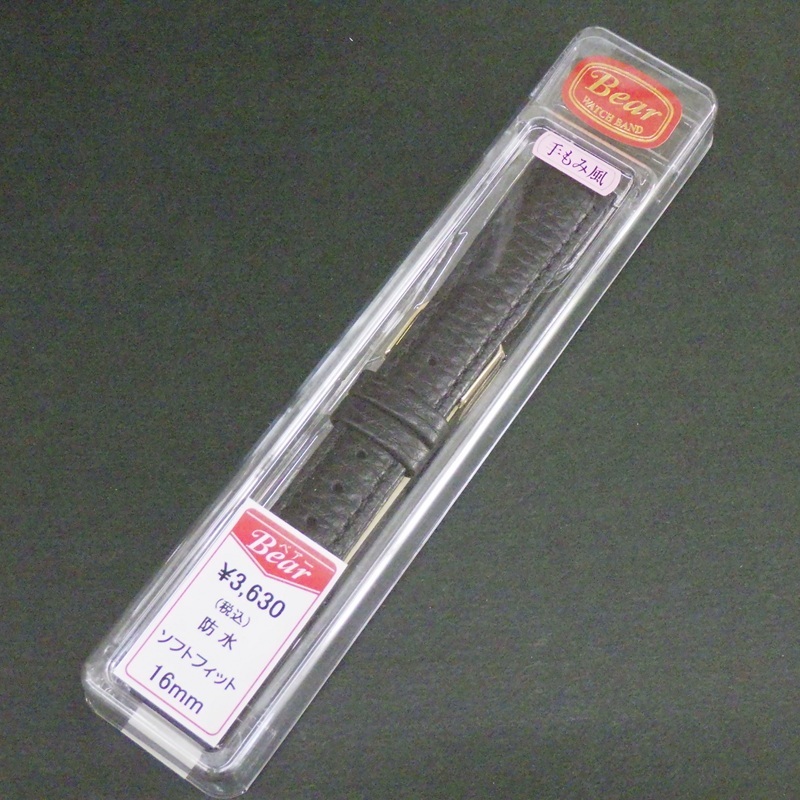 Bear
WATCH BAND
手もみ風
ベアー
Bear
¥3,630
(税込)
防水
ソフトフィット
16mm